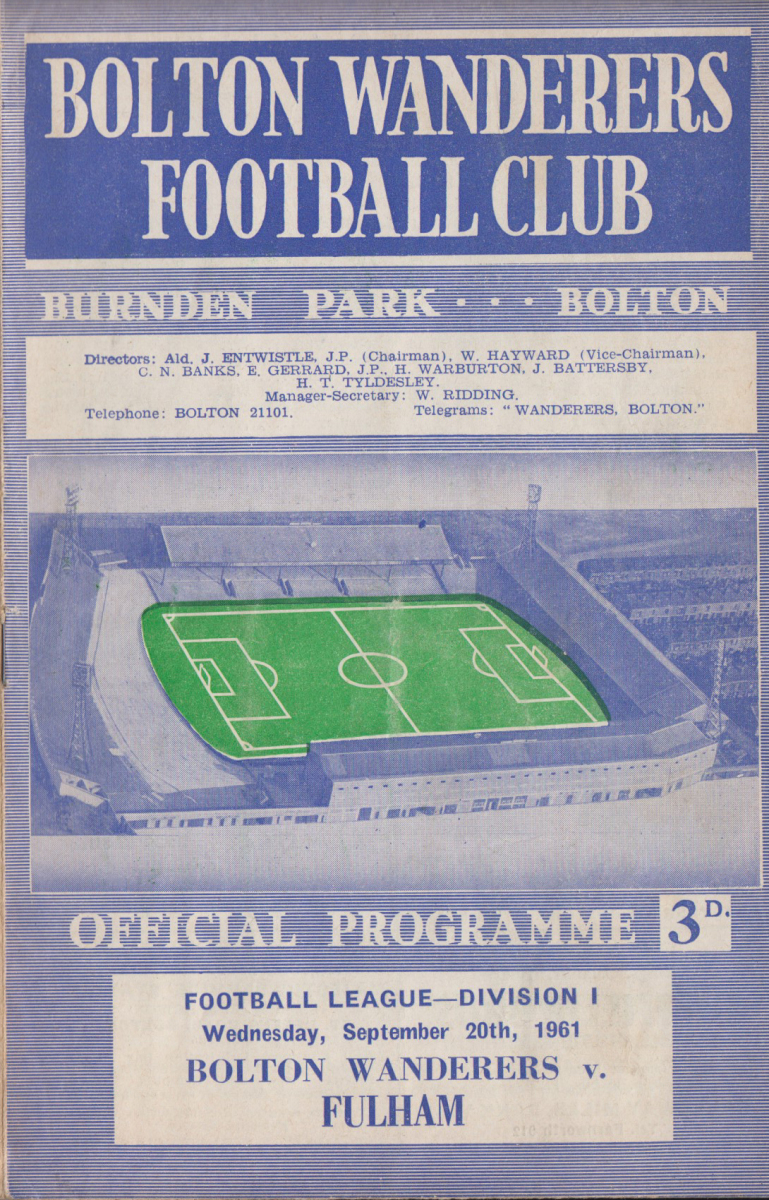 BOLTON WANDERERS
FOOTBALL CLUB
BURNDEN PARK . . . BOLTON
Directors: Ald. J. ENTWISTLE, J.P. (Chairman), W. HAYWARD (Vice-Chairman),
C. N. BANKS, E. GERRARD, J.P., H. WARBURTON, J. BATTERSBY,
H. T. TYLDESLEY.
Manager-Secretary: W. RIDDING.
Telephone: BOLTON 21101. Telegrams: "WANDERERS, BOLTON."
OFFICIAL PROGRAMME 3D.
FOOTBALL LEAGUE—DIVISION I
Wednesday, September 20th, 1961
BOLTON WANDERERS v.
FULHAM